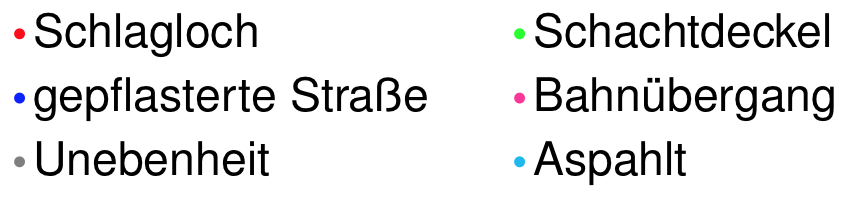 Schlagloch
gepflasterte Straße
Unebenheit
Schachtdeckel
Bahnübergang
Aspahlt